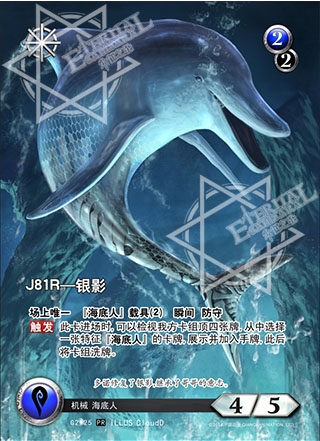 2
2
J81R—银影
场上唯一 『海底人』载具(2) 瞬间 防守
触发 此卡进场时,可以检视我方卡组顶四张牌.从中选择
一张特征『海底人』的卡牌.展示并加入手牌.此后
将卡组洗牌.
多诺修复了银影,继承了哥哥的意志.
机械 海底人
4/5
PR ILLUS CloudD